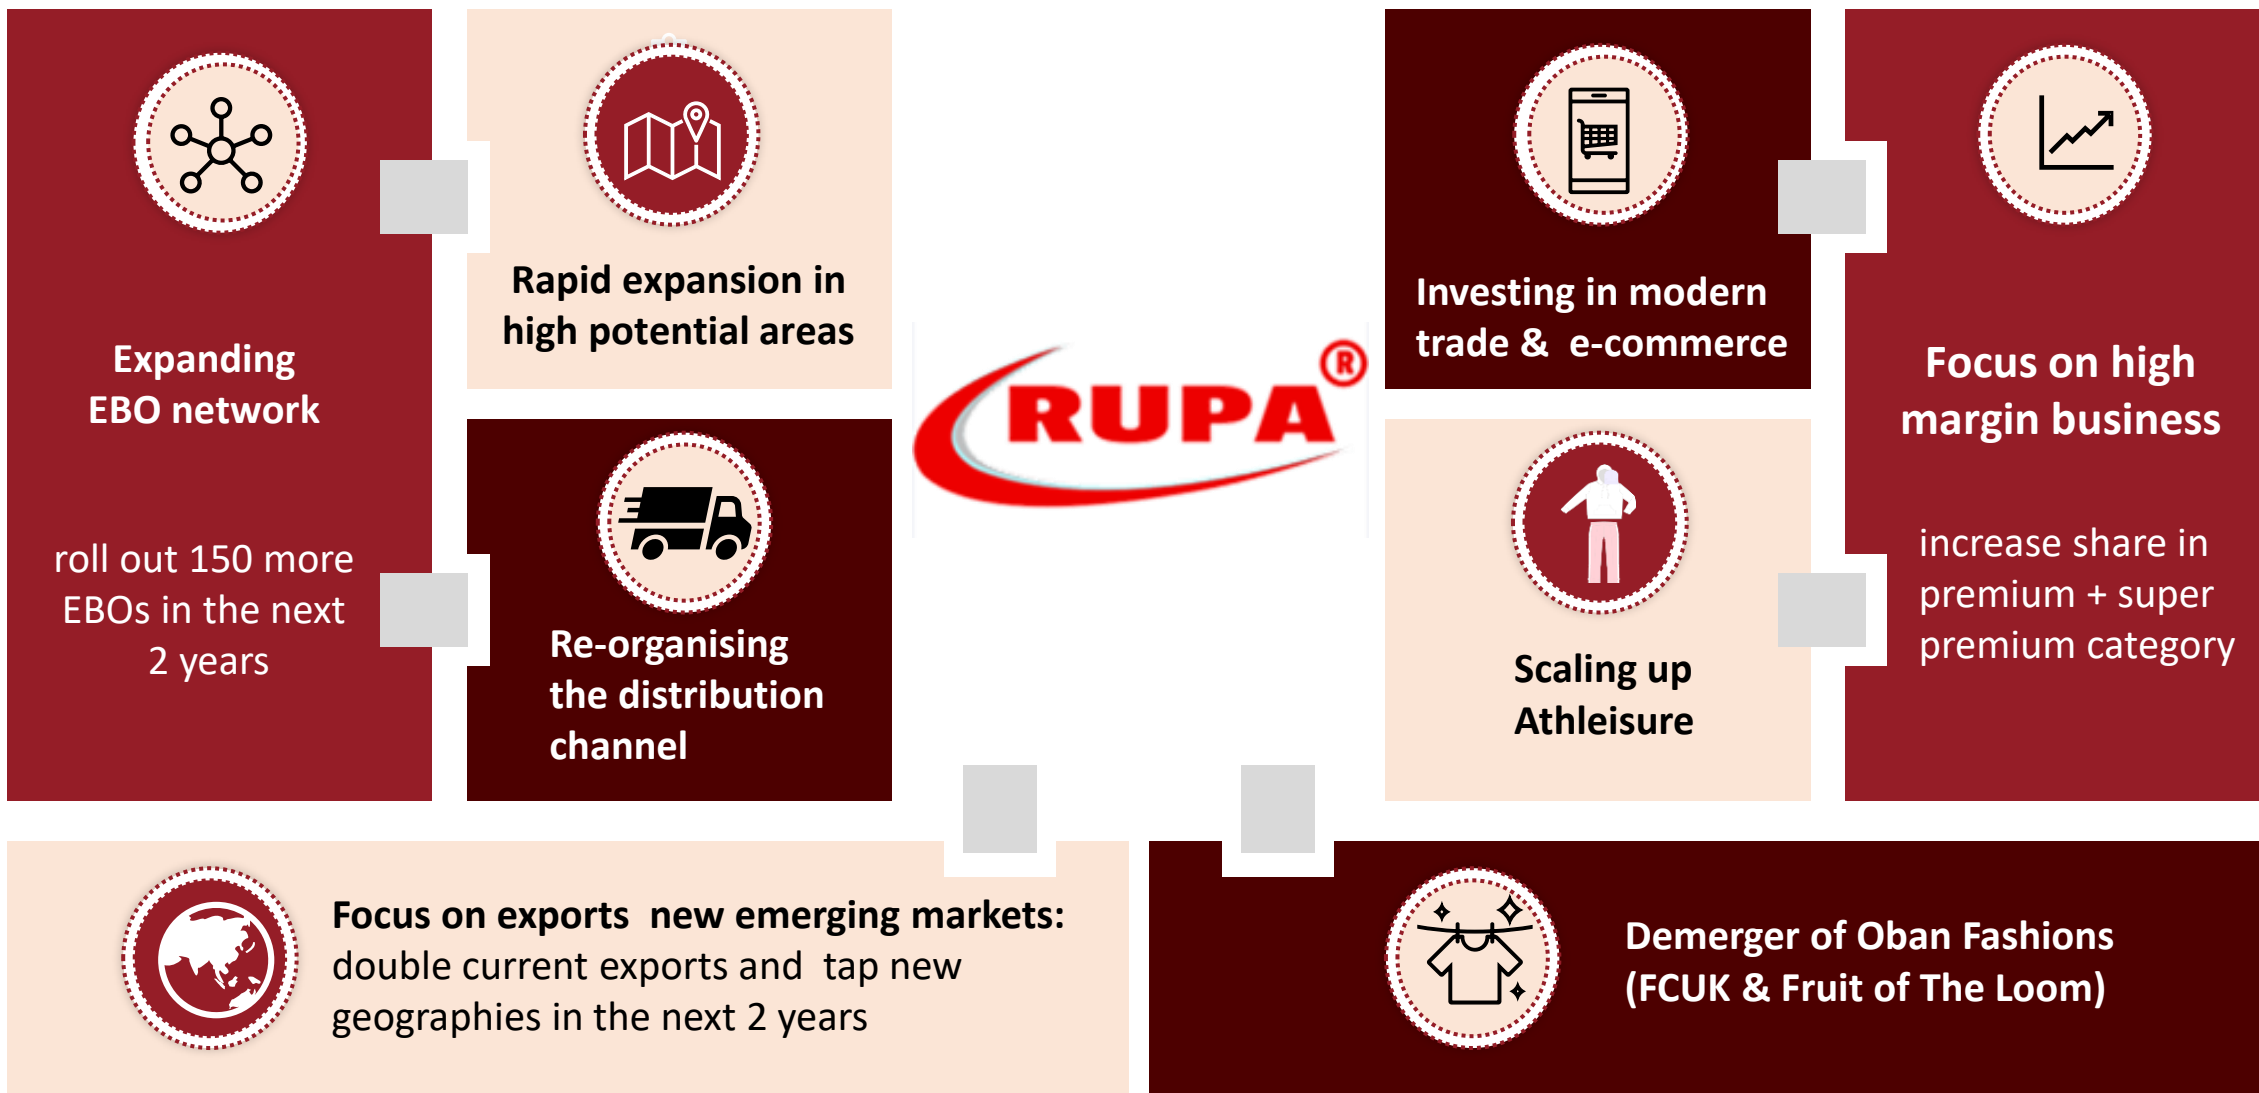 Expanding
EBO network
roll out 150 more
EBOs in the next
2 years
Rapid expansion in
high potential areas
Re-organising
the distribution
channel
RUPA®
Investing in modern
trade & e-commerce
Scaling up
Athleisure
Focus on high
margin business
increase share in
premium + super
premium category
Focus on exports new emerging markets:
double current exports and tap new
geographies in the next 2 years
Demerger of Oban Fashions
(FCUK & Fruit of The Loom)